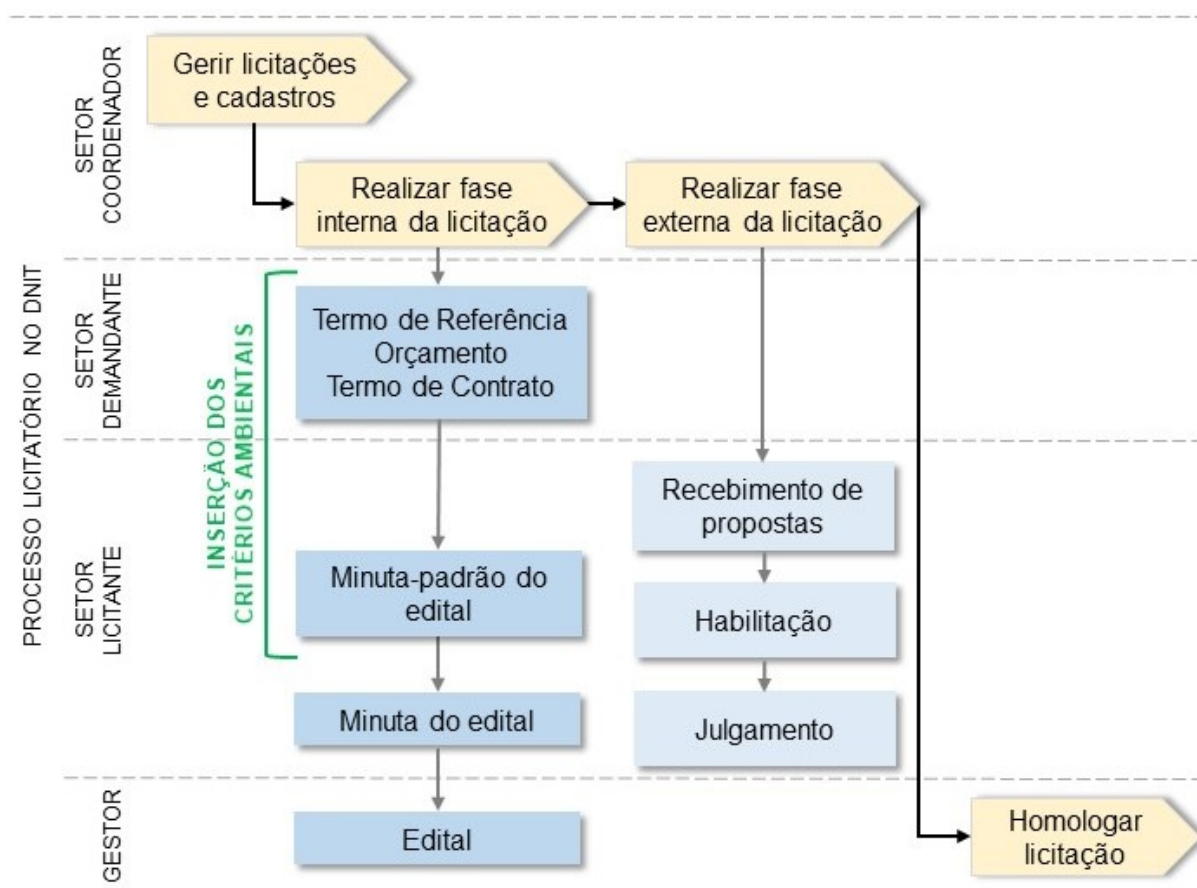 PROCESSO LICITATÓRIO NO DNIT
SETOR
COORDENADOR
Gerir licitações
e cadastros
Realizar fase
interna da licitação
Realizar fase
externa da licitação
SETOR
DEMANDANTE
INSERÇÃO DOS
CRITÉRIOS AMBIENTAIS
Termo de Referência
Orçamento
Termo de Contrato
SETOR
LICITANTE
Minuta-padrão do
edital
Minuta do edital
Recebimento de
propostas
Habilitação
Julgamento
GESTOR
Edital
Homologar
licitação